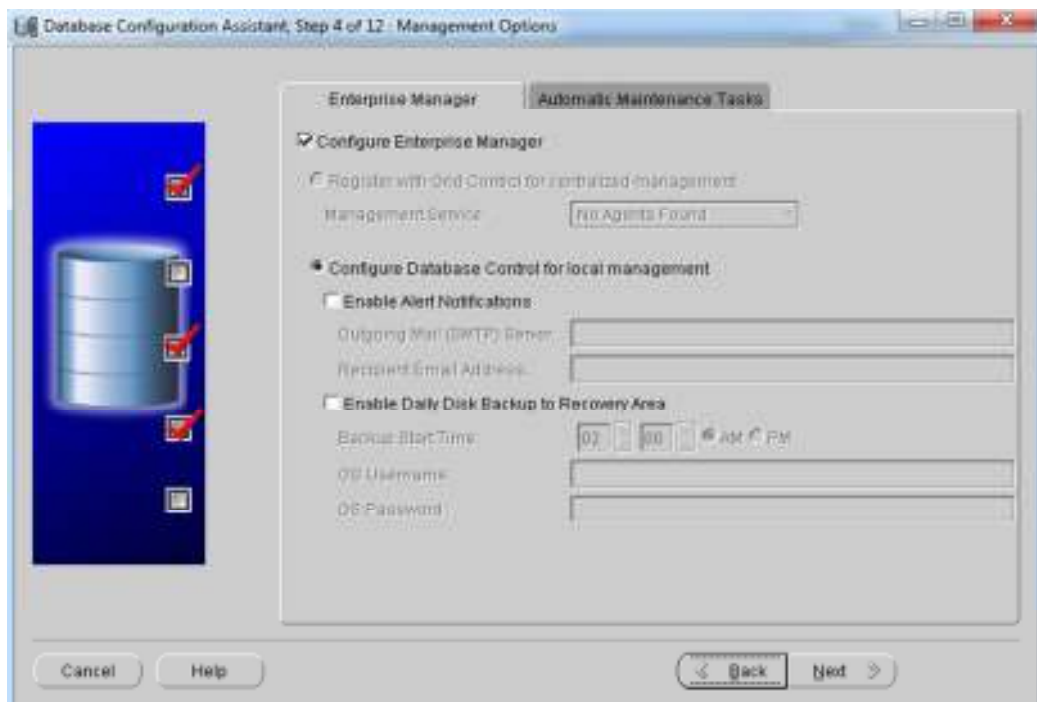 Database Configuration Assistant, Step 4 of 12 : Management Options
Enterprise Manager
Automatic Maintenance Tasks
Configure Enterprise Manager
Register with Grid Control for centralized management
Management Service
No Agents Found
Configure Database Control for local management
Enable Alert Notifications
Outgoing Mail (SMTP) Server
Recipient Email Address
Enable Daily Disk Backup to Recovery Area
Backup Start Time 02 00 AM PM
OS Username
OS Password
Cancel
Help
Back
Next